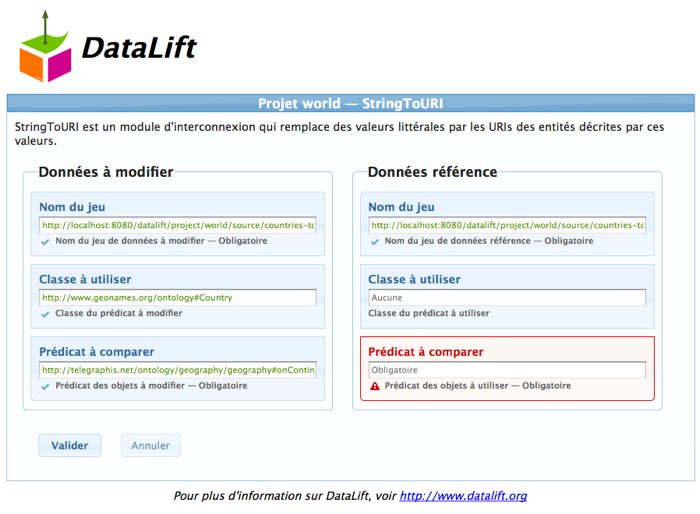 DataLift
Projet world — StringToURI
StringToURI est un module d'interconnexion qui remplace des valeurs littérales par les URIs des entités décrites par ces
valeurs.
Données à modifier
Nom du jeu
http://localhost:8080/datalift/project/world/source/countries-tc
Nom du jeu de données à modifier — Obligatoire
Classe à utiliser
http://www.geonames.org/ontology#Country
Classe du prédicat à modifier
Prédicat à comparer
http://telegraphis.net/ontology/geography/geography#onContin
Prédicat des objets à modifier — Obligatoire
Données référence
Nom du jeu
http://localhost:8080/datalift/project/world/source/countries-tc
Nom du jeu de données référence — Obligatoire
Classe à utiliser
Aucune
Classe du prédicat à utiliser
Prédicat à comparer
Obligatoire
Prédicat des objets à utiliser — Obligatoire
Valider
Annuler
Pour plus d'information sur DataLift, voir http://www.datalift.org